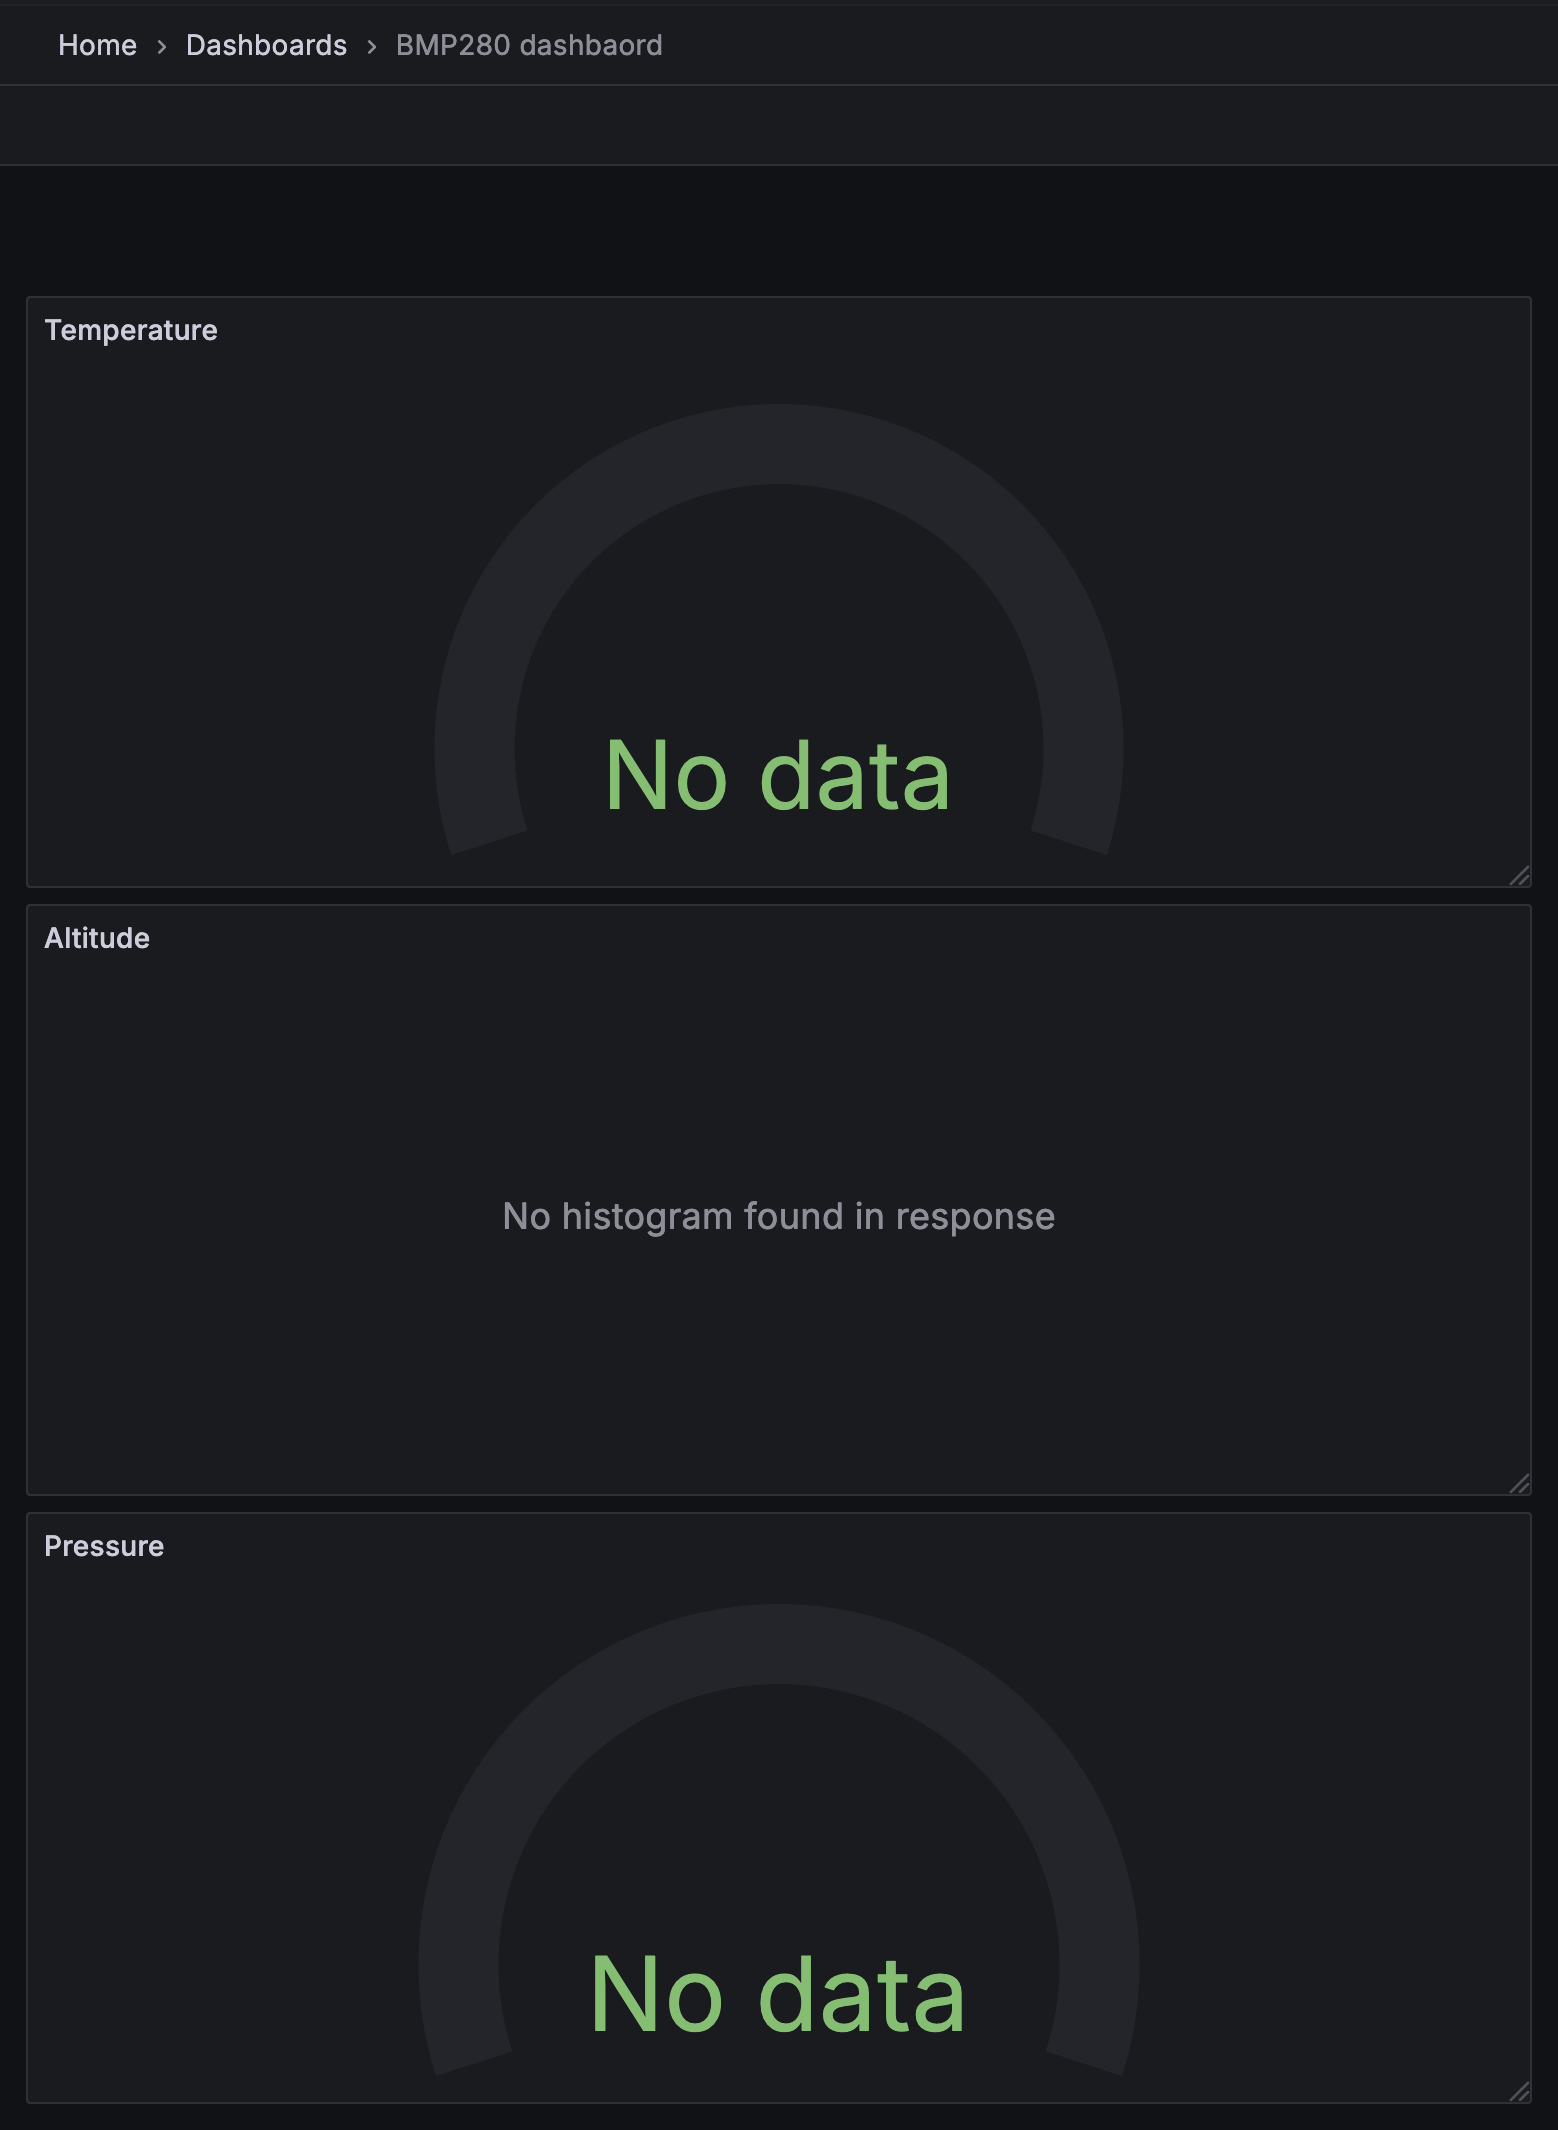 Home › Dashboards › BMP280 dashbaord
Temperature
No data
Altitude
No histogram found in response
Pressure
No data